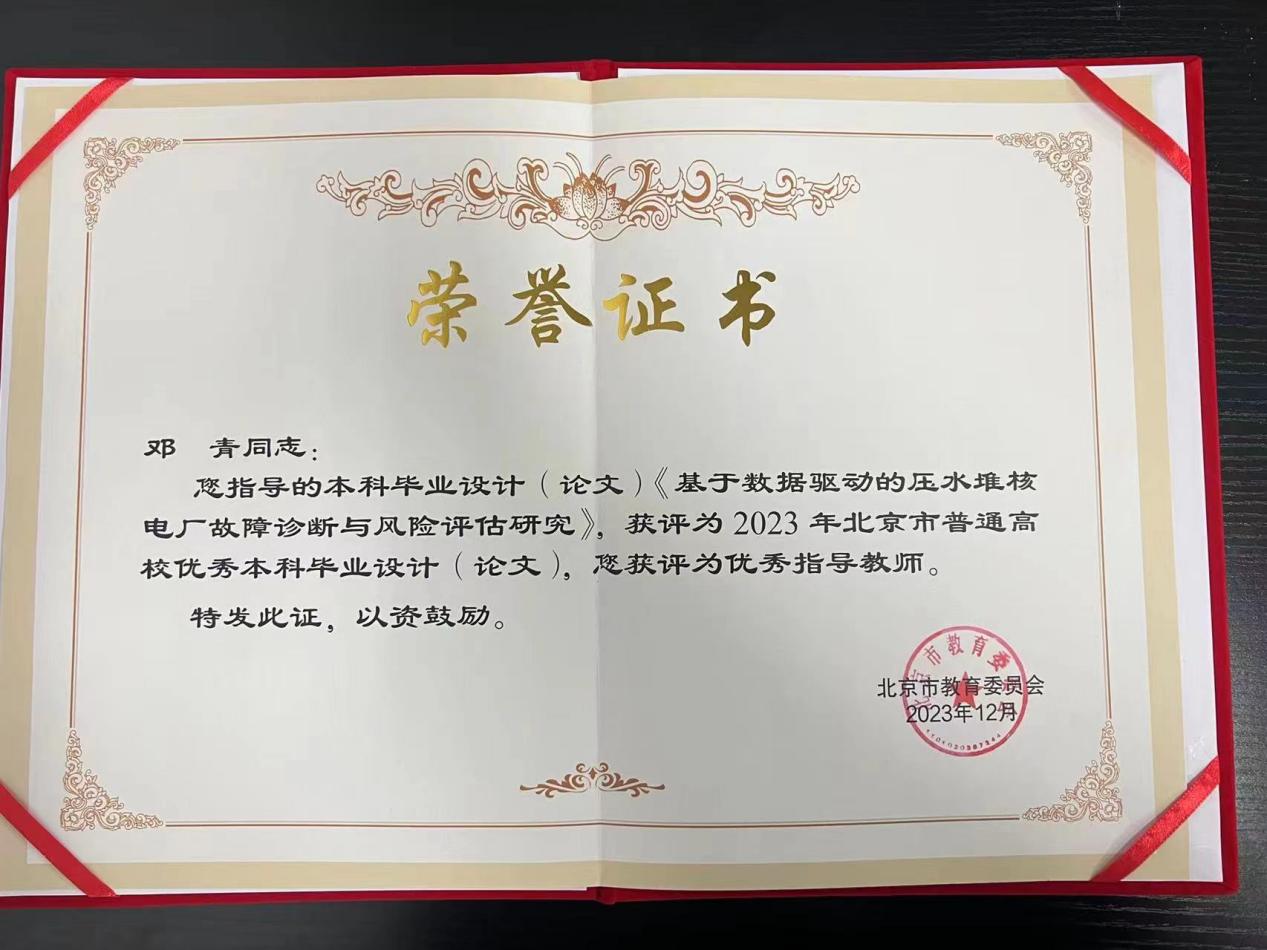 荣誉证书
邓 青同志:
您指导的本科毕业设计(论文)《基于数据驱动的压水堆核
电厂故障诊断与风险评估研究》,获评为 2023 年北京市普通高
校优秀本科毕业设计(论文),您获评为优秀指导教师。
特发此证,以资鼓励。
北京市教育委员会
2023年12月